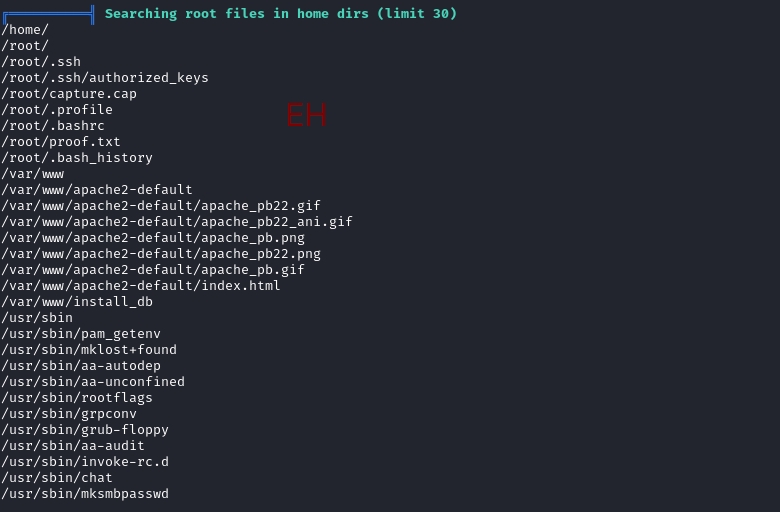 ╔══════════╣ Searching root files in home dirs (limit 30)
/home/
/root/
/root/.ssh
/root/.ssh/authorized_keys
/root/capture.cap
/root/.profile
/root/.bashrc
/root/proof.txt
/root/.bash_history
/var/www
/var/www/apache2-default
/var/www/apache2-default/apache_pb22.gif
/var/www/apache2-default/apache_pb22_ani.gif
/var/www/apache2-default/apache_pb.png
/var/www/apache2-default/apache_pb22.png
/var/www/apache2-default/apache_pb.gif
/var/www/apache2-default/index.html
/var/www/install_db
/usr/sbin
/usr/sbin/pam_getenv
/usr/sbin/mklost+found
/usr/sbin/aa-autodep
/usr/sbin/aa-unconfined
/usr/sbin/rootflags
/usr/sbin/grpconv
/usr/sbin/grub-floppy
/usr/sbin/aa-audit
/usr/sbin/invoke-rc.d
/usr/sbin/chat
/usr/sbin/mksmbpasswd
EH